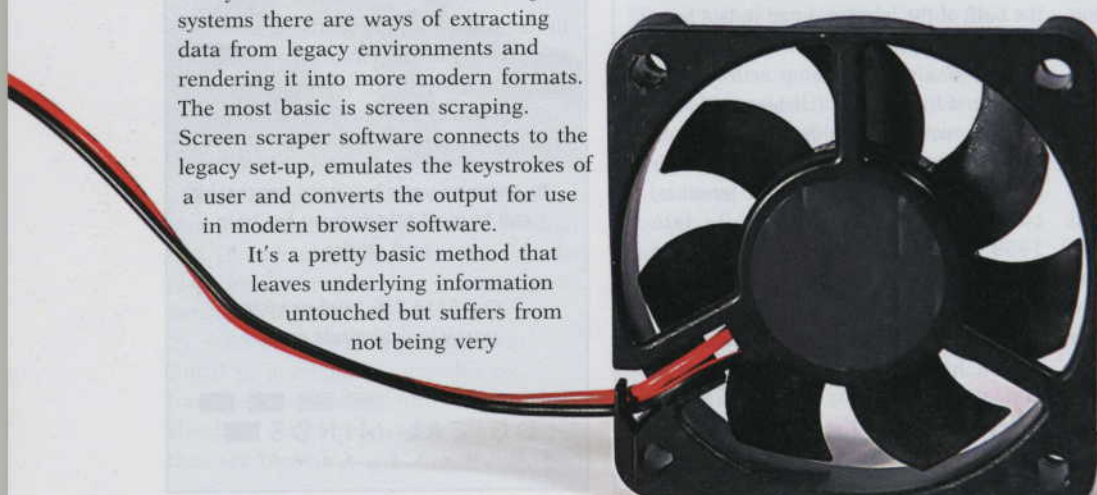 systems there are ways of extracting
data from legacy environments and
rendering it into more modern formats.
The most basic is screen scraping.
Screen scraper software connects to the
legacy set-up, emulates the keystrokes of
a user and converts the output for use
in modern browser software.
It's a pretty basic method that
leaves underlying information
untouched but suffers from
not being very